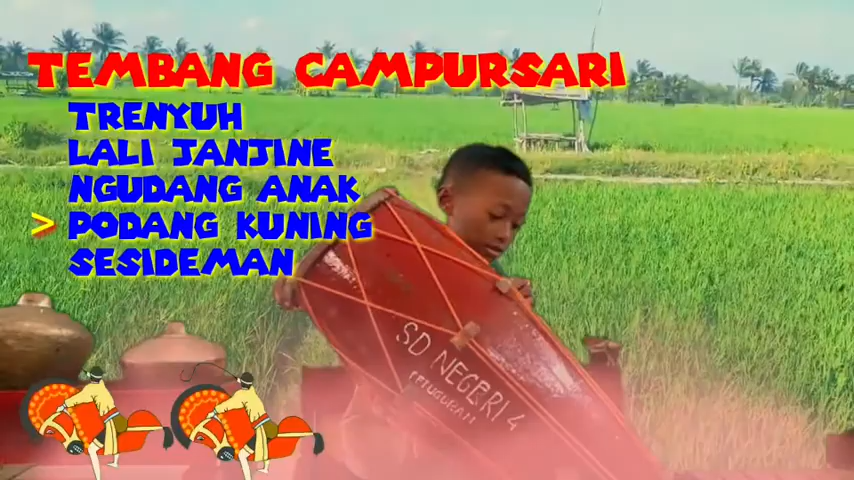 TEMBANG CAMPURSARI
TRENYUH
LALI JANJINE
NGUDANG ANAK
> PODANG KUNING
SESIDEMAN
SD NEGERI 4